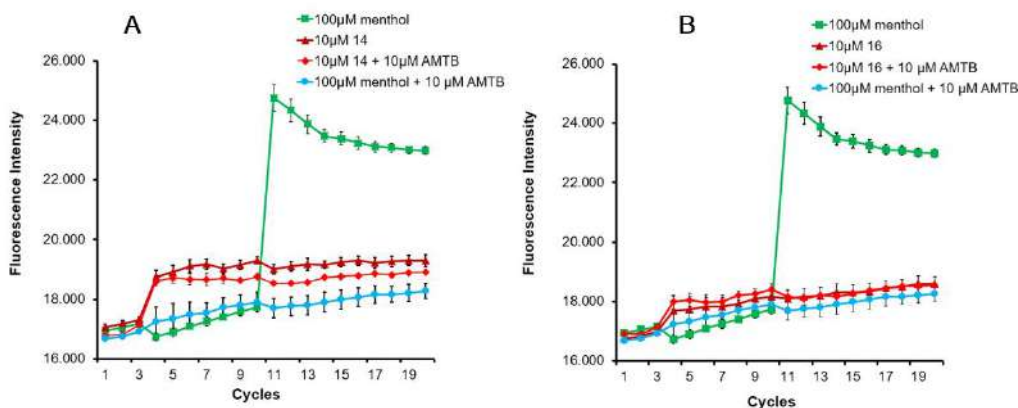 A
100µM menthol
10µM 14
10µM 14 + 10µM AMTB
100µM menthol + 10 µM AMTB
Fluorescence Intensity
26.000
24.000
22.000
20.000
18.000
16.000
1 3 5 7 9 11 13 15 17 19
Cycles
B
100µM menthol
10µM 16
10µM 16 + 10 µM AMTB
100µM menthol + 10 µM AMTB
Fluorescence Intensity
26.000
24.000
22.000
20.000
18.000
16.000
1 3 5 7 9 11 13 15 17 19
Cycles